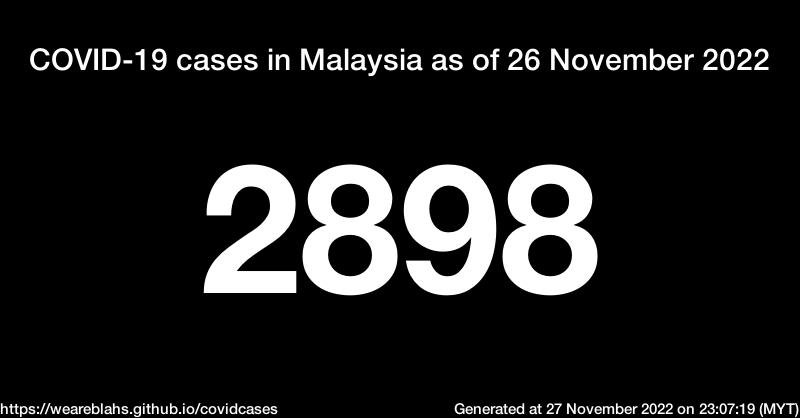 COVID-19 cases in Malaysia as of 26 November 2022
2898
https://weareblahs.github.io/covidcases
Generated at 27 November 2022 on 23:07:19 (MYT)